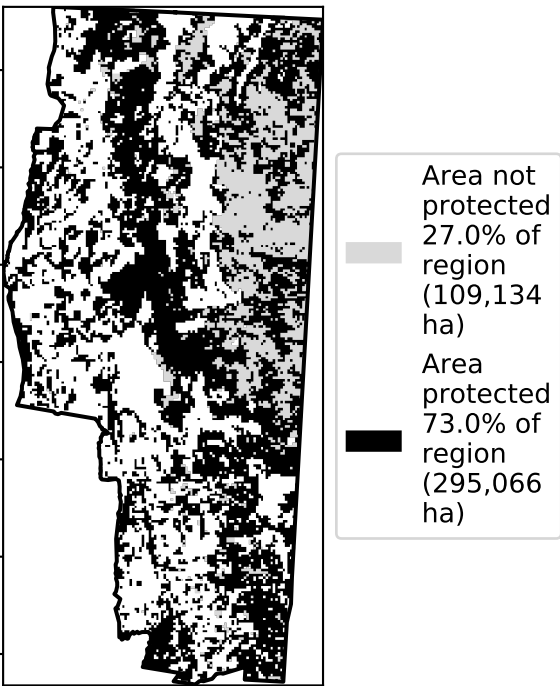 Area not
protected
27.0% of
region
(109,134
ha)
Area
protected
73.0% of
region
(295,066
ha)